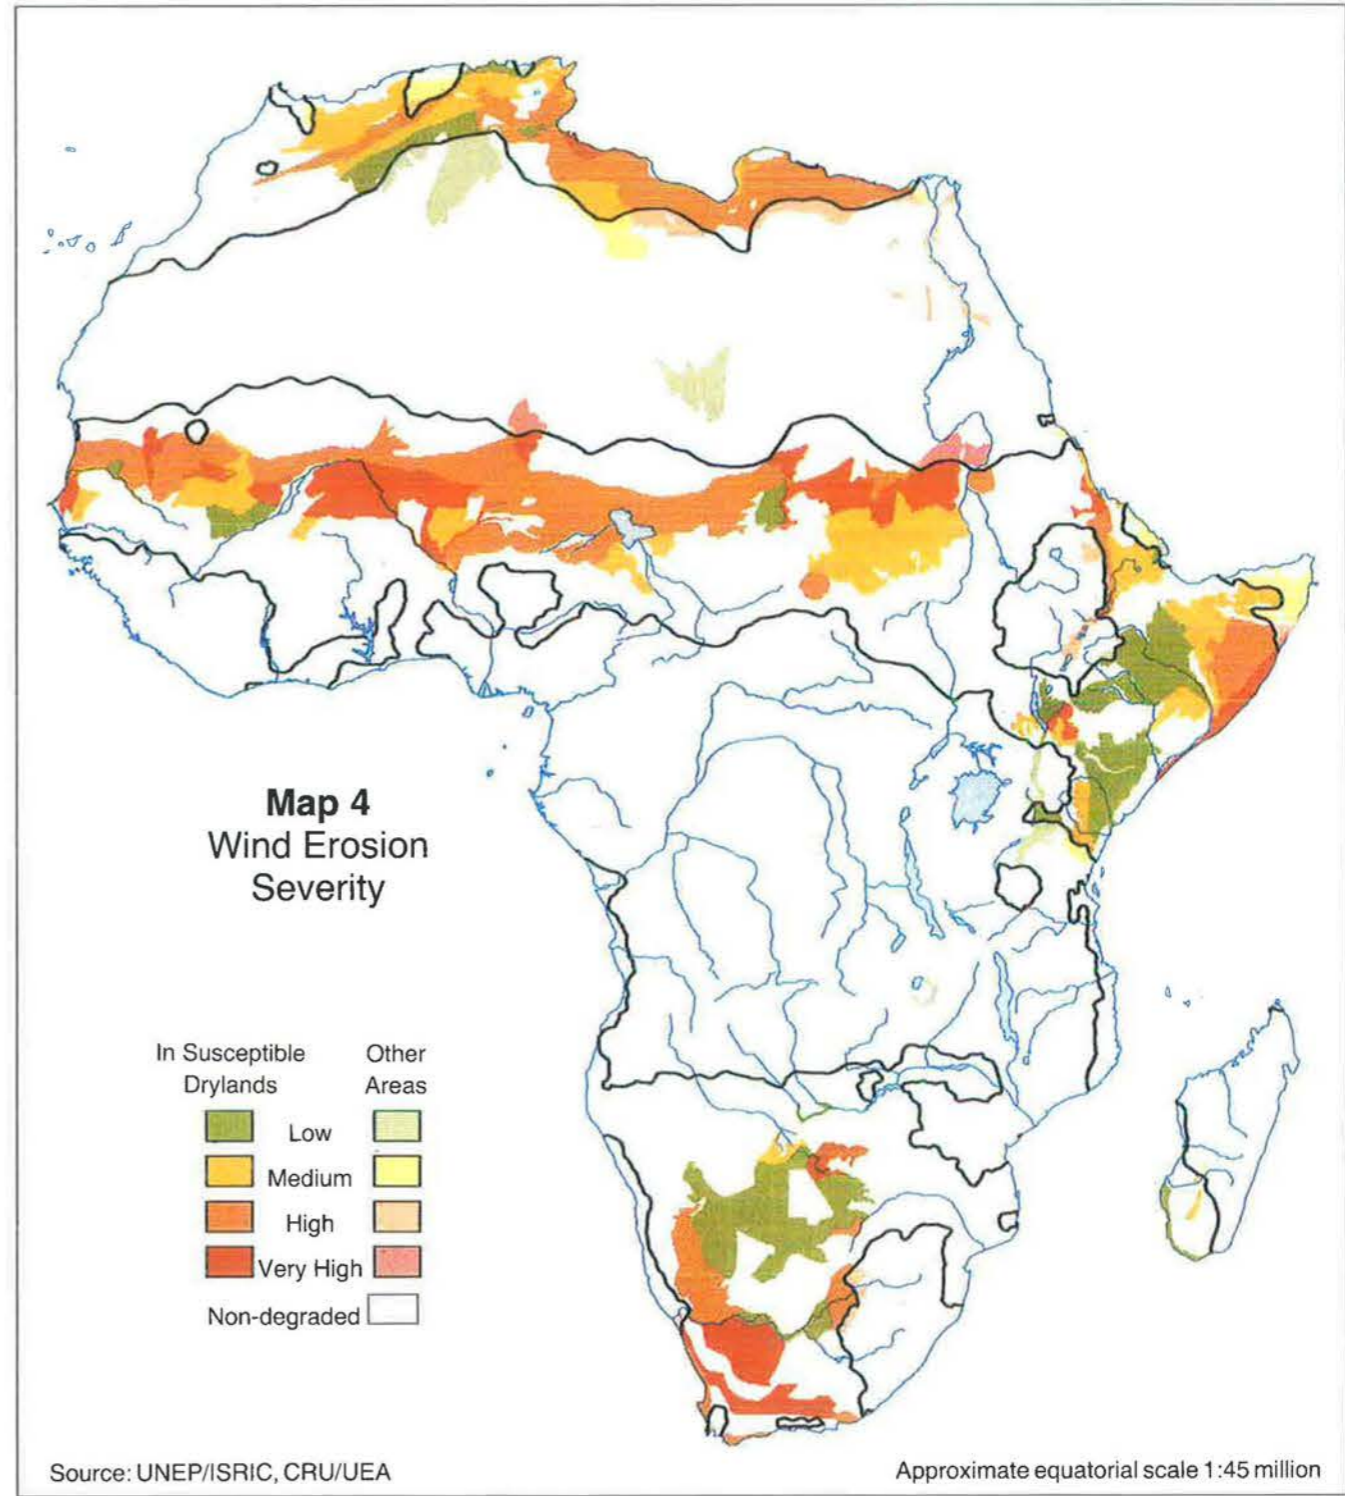 Map 4
Wind Erosion
Severity
In Susceptible Other
Drylands Areas
Low
Medium
High
Very High
Non-degraded
Source: UNEP/ISRIC, CRU/UEA
Approximate equatorial scale 1:45 million